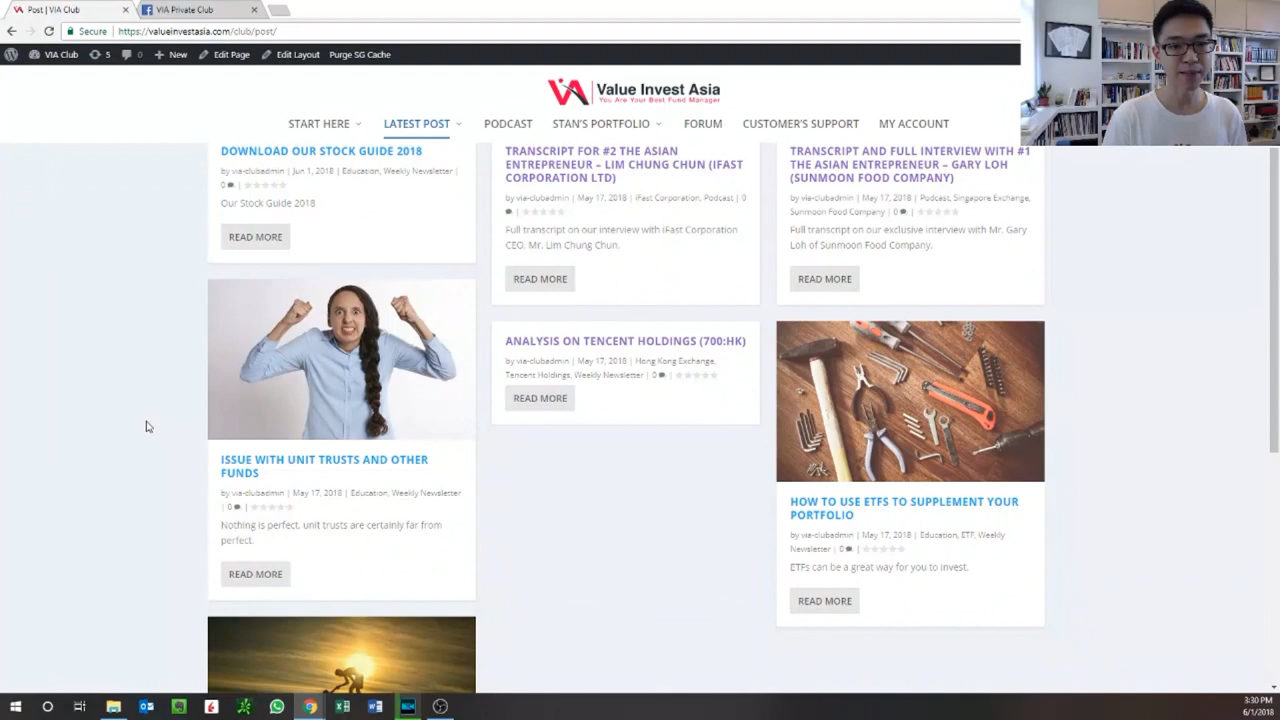 Post | VIA Club
VIA Private Club
Secure
https://valueinvestasia.com/club/post/
VIA Club
5
0
New
Edit Page
Edit Layout
Purge SG Cache
Value Invest Asia
You Are Your Best Fund Manager
START HERE
LATEST POST
PODCAST
STAN'S PORTFOLIO
FORUM
CUSTOMER'S SUPPORT
MY ACCOUNT
DOWNLOAD OUR STOCK GUIDE 2018
by via-clubadmin | Jun 1, 2018 | Education, Weekly Newsletter |
0
Our Stock Guide 2018
READ MORE
TRANSCRIPT FOR #2 THE ASIAN
ENTREPRENEUR – LIM CHUNG CHUN (IFAST
CORPORATION LTD)
by via-clubadmin | May 17, 2018 | iFast Corporation, Podcast | 0
Full transcript on our interview with iFast Corporation
CEO, Mr. Lim Chung Chun.
READ MORE
TRANSCRIPT AND FULL INTERVIEW WITH #1
THE ASIAN ENTREPRENEUR – GARY LOH
(SUNMOON FOOD COMPANY)
by via-clubadmin | May 17, 2018 | Podcast, Singapore Exchange,
Sunmoon Food Company | 0
Full transcript on our exclusive interview with Mr. Gary
Loh of Sunmoon Food Company.
READ MORE
ISSUE WITH UNIT TRUSTS AND OTHER
FUNDS
by via-clubadmin | May 17, 2018 | Education, Weekly Newsletter
| 0
Nothing is perfect, unit trusts are certainly far from
perfect.
READ MORE
ANALYSIS ON TENCENT HOLDINGS (700:HK)
by via-clubadmin | May 17, 2018 | Hong Kong Exchange,
Tencent Holdings, Weekly Newsletter | 0
READ MORE
HOW TO USE ETFS TO SUPPLEMENT YOUR
PORTFOLIO
by via-clubadmin | May 17, 2018 | Education, ETF, Weekly
Newsletter | 0
ETFs can be a great way for you to invest.
READ MORE
3:30 PM
6/1/2018